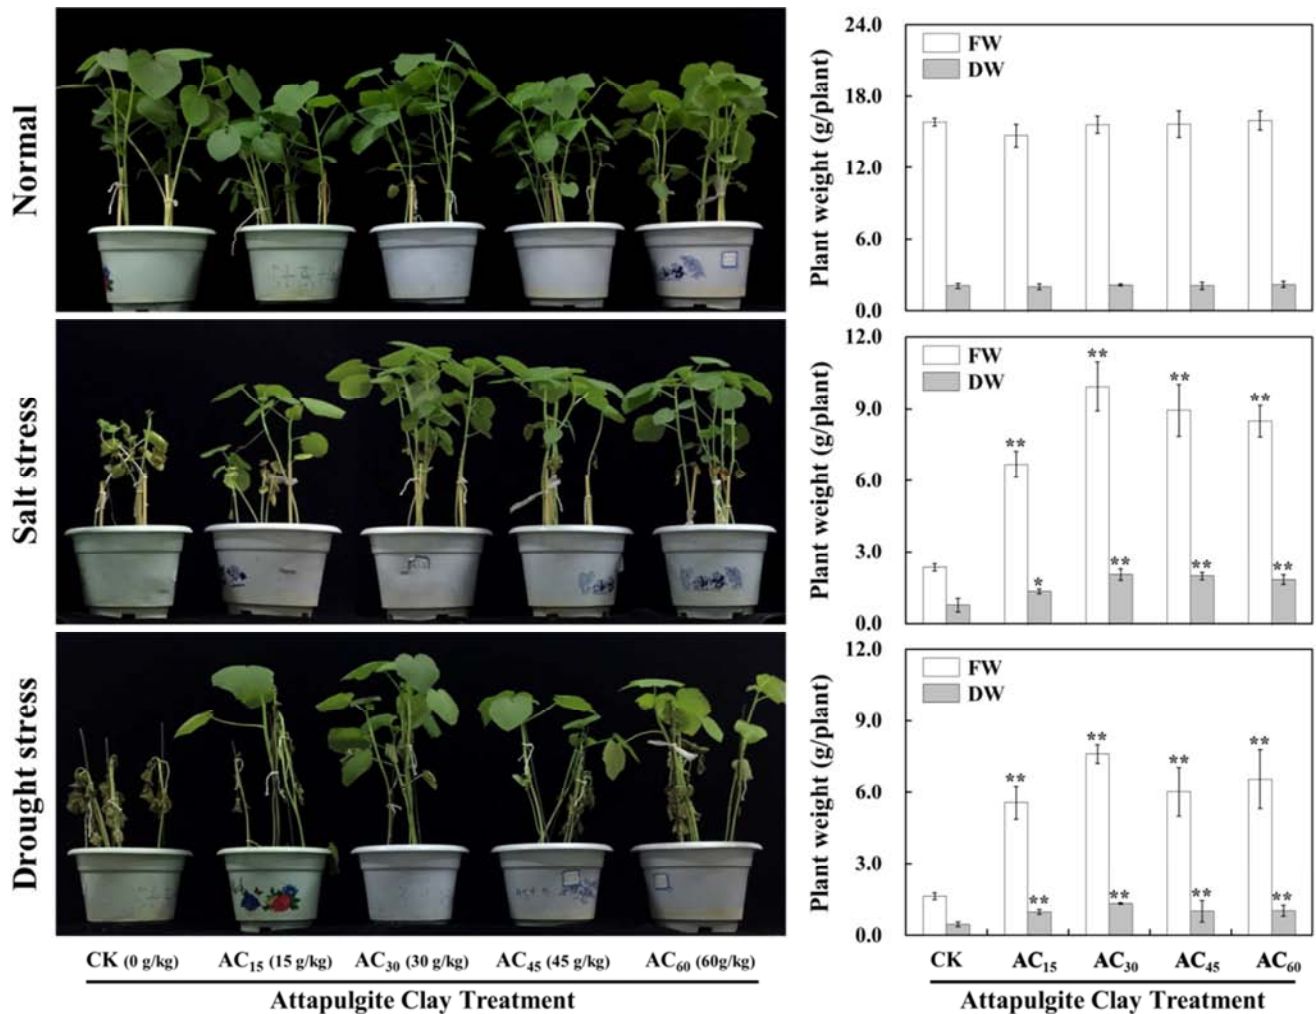 Normal
Plant weight (g/plant)
24.0
18.0
12.0
6.0
0.0
FW
DW
Salt stress
Plant weight (g/plant)
12.0
9.0
6.0
3.0
0.0
FW
DW
**
**
**
**
*
**
**
**
Drought stress
Plant weight (g/plant)
12.0
9.0
6.0
3.0
0.0
FW
DW
**
**
**
**
**
**
**
**
CK (0 g/kg) AC15 (15 g/kg) AC30 (30 g/kg) AC45 (45 g/kg) AC60 (60g/kg)
Attapulgite Clay Treatment
CK AC15 AC30 AC45 AC60
Attapulgite Clay Treatment